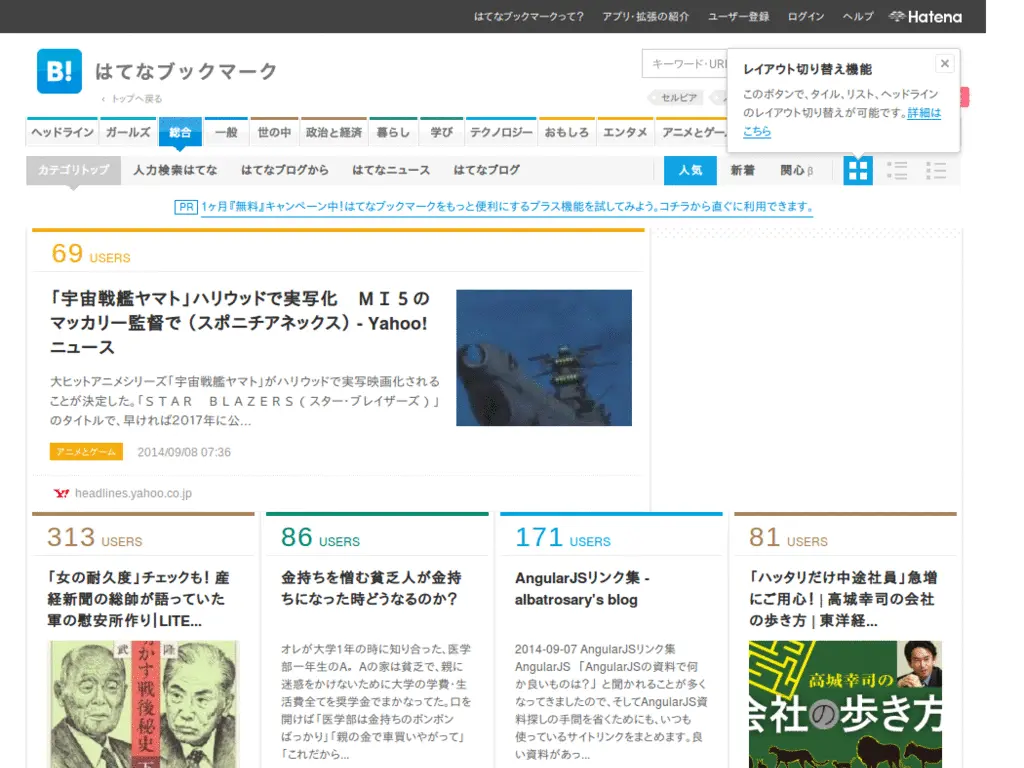 はてなブックマークって?
アプリ・拡張の紹介
ユーザー登録
ログイン
ヘルプ
Hatena
B!
はてなブックマーク
‹ トップへ戻る
キーワード・URL
セルビア
レイアウト切り替え機能
このボタンで、タイル、リスト、ヘッドライン
のレイアウト切り替えが可能です。詳細は
こちら
ヘッドライン
ガールズ
総合
一般
世の中
政治と経済
暮らし
学び
テクノロジー
おもしろ
エンタメ
アニメとゲー
カテゴリトップ
人力検索はてな
はてなブログから
はてなニュース
はてなブログ
人気
新着
関心β
PR 1ヶ月『無料』キャンペーン中!はてなブックマークをもっと便利にするプラス機能を試してみよう。コチラから直ぐに利用できます。
69 USERS
「宇宙戦艦ヤマト」ハリウッドで実写化　ＭＩ５の
マッカリー監督で(スポニチアネックス) - Yahoo!
ニュース
大ヒットアニメシリーズ「宇宙戦艦ヤマト」がハリウッドで実写映画化される
ことが決定した。「ＳＴＡＲ　ＢＬＡＺＥＲＳ(スター・ブレイザーズ)」
のタイトルで、早ければ2017年に公...
アニメとゲーム 2014/09/08 07:36
headlines.yahoo.co.jp
313 USERS
「女の耐久度」チェックも! 産
経新聞の総帥が語っていた
軍の慰安所作り|LITE...
武
かす戦後秘史
隆
下
86 USERS
金持ちを憎む貧乏人が金持
ちになった時どうなるのか?
オレが大学1年の時に知り合った、医学
部一年生のA。Aの家は貧乏で、親に
迷惑をかけないために大学の学費・生
活費全てを奨学金でまかなってた。口を
開けば「医学部は金持ちのボンボン
ばっかり」「親の金で車買いやがって」
「これだから...
171 USERS
AngularJSリンク集 -
albatrosary's blog
2014-09-07 AngularJSリンク集
AngularJS 「AngularJSの資料で何
か良いものは?」と聞かれることが多く
なってきましたので、そしてAngularJS資
料探しの手間を省くためにも、いつも
使っているサイトリンクをまとめます。良
い資料があっ...
81 USERS
「ハッタリだけ中途社員」急増
にご用心! | 高城幸司の会社
の歩き方 | 東洋経...
高城幸司の
会社の歩き方